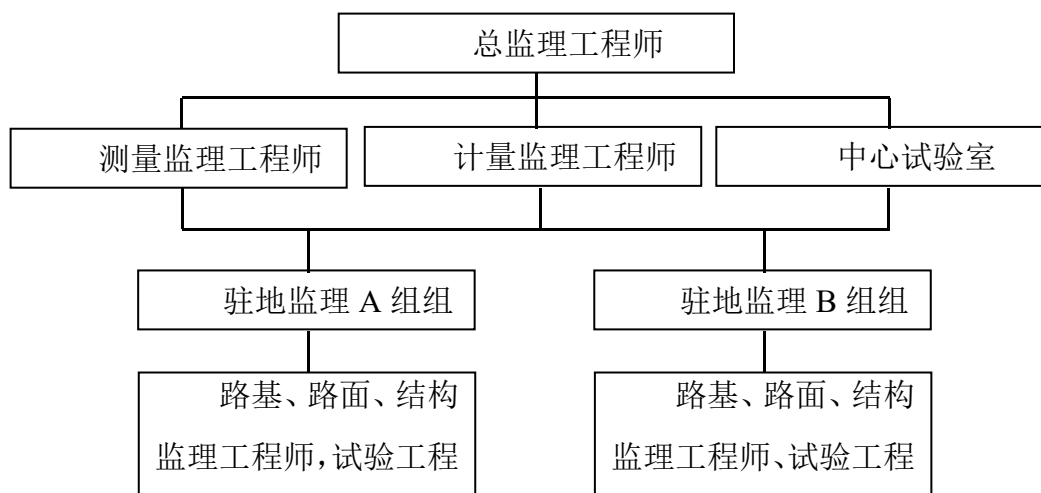 总监理工程师
测量监理工程师
计量监理工程师
中心试验室
驻地监理 A 组组
驻地监理 B 组组
路基、路面、结构
监理工程师,试验工程
路基、路面、结构
监理工程师、试验工程